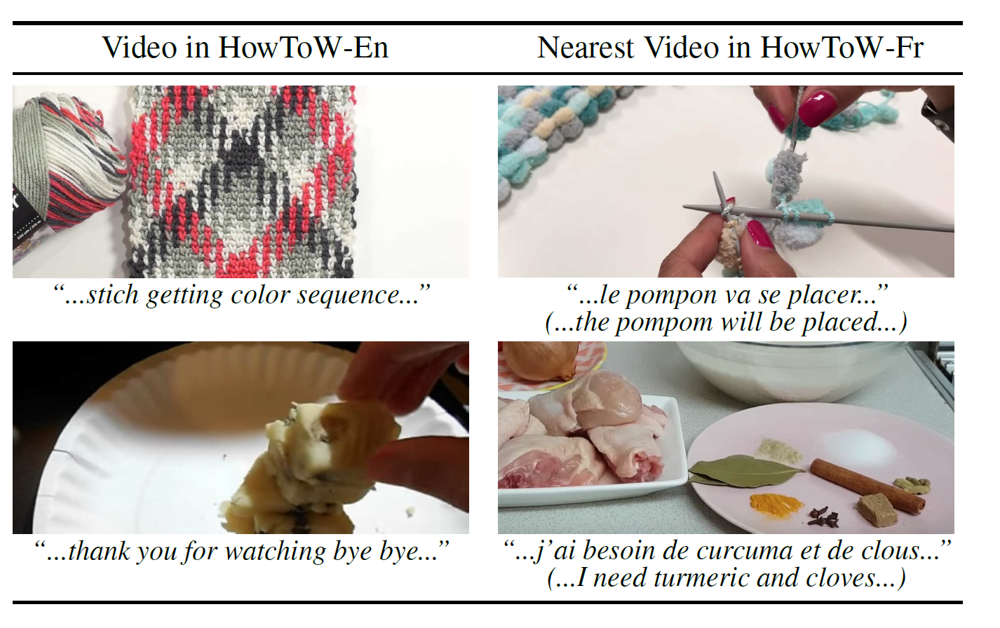 Video in HowToW-En
Nearest Video in HowToW-Fr
“...stich getting color sequence...”
“...le pompon va se placer...”
(...the pompom will be placed...)
“...thank you for watching bye bye...”
“...j’ai besoin de curcuma et de clous...”
(...I need turmeric and cloves...)